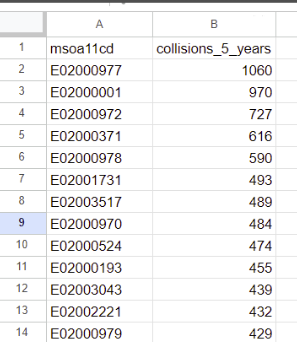 A B
1 msoa11cd collisions_5_years
2 E02000977 1060
3 E02000001 970
4 E02000972 727
5 E02000371 616
6 E02000978 590
7 E02001731 493
8 E02003517 489
9 E02000970 484
10 E02000524 474
11 E02000193 455
12 E02003043 439
13 E02002221 432
14 E02000979 429